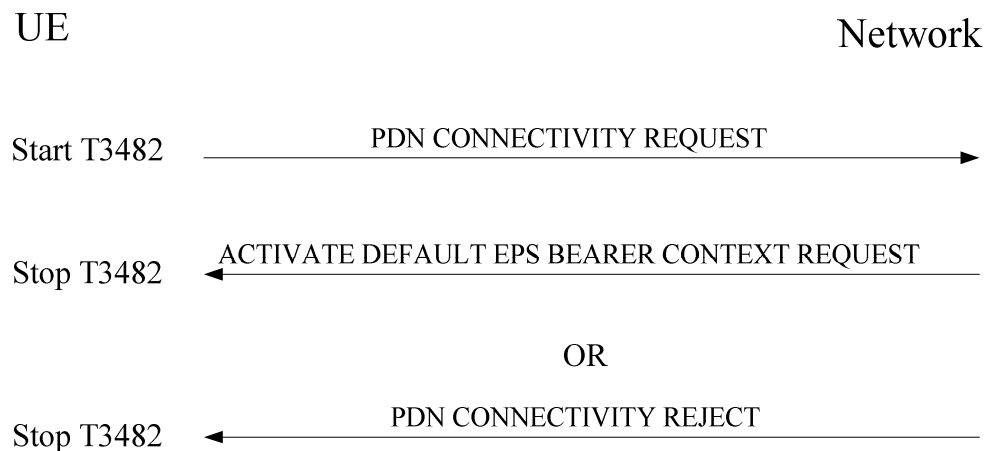 UE
Network
Start T3482
PDN CONNECTIVITY REQUEST
Stop T3482
ACTIVATE DEFAULT EPS BEARER CONTEXT REQUEST
OR
Stop T3482
PDN CONNECTIVITY REJECT